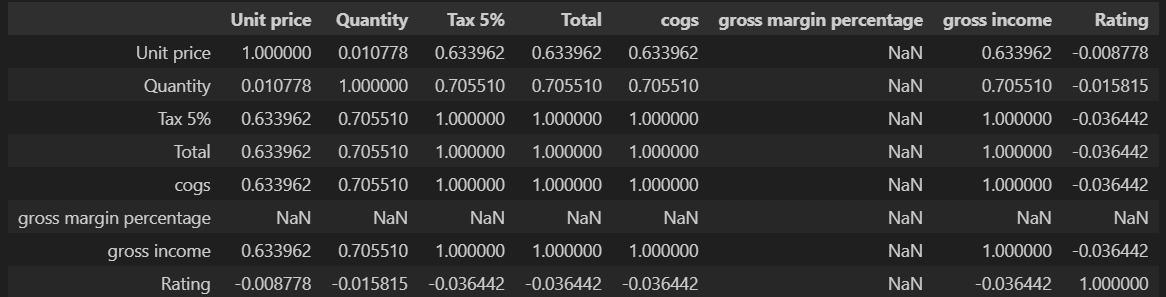 Unit price Quantity Tax 5% Total cogs gross margin percentage gross income Rating
Unit price 1.000000 0.010778 0.633962 0.633962 0.633962 NaN 0.633962 -0.008778
Quantity 0.010778 1.000000 0.705510 0.705510 0.705510 NaN 0.705510 -0.015815
Tax 5% 0.633962 0.705510 1.000000 1.000000 1.000000 NaN 1.000000 -0.036442
Total 0.633962 0.705510 1.000000 1.000000 1.000000 NaN 1.000000 -0.036442
cogs 0.633962 0.705510 1.000000 1.000000 1.000000 NaN 1.000000 -0.036442
gross margin percentage NaN NaN NaN NaN NaN NaN NaN NaN
gross income 0.633962 0.705510 1.000000 1.000000 1.000000 NaN 1.000000 -0.036442
Rating -0.008778 -0.015815 -0.036442 -0.036442 -0.036442 NaN -0.036442 1.000000